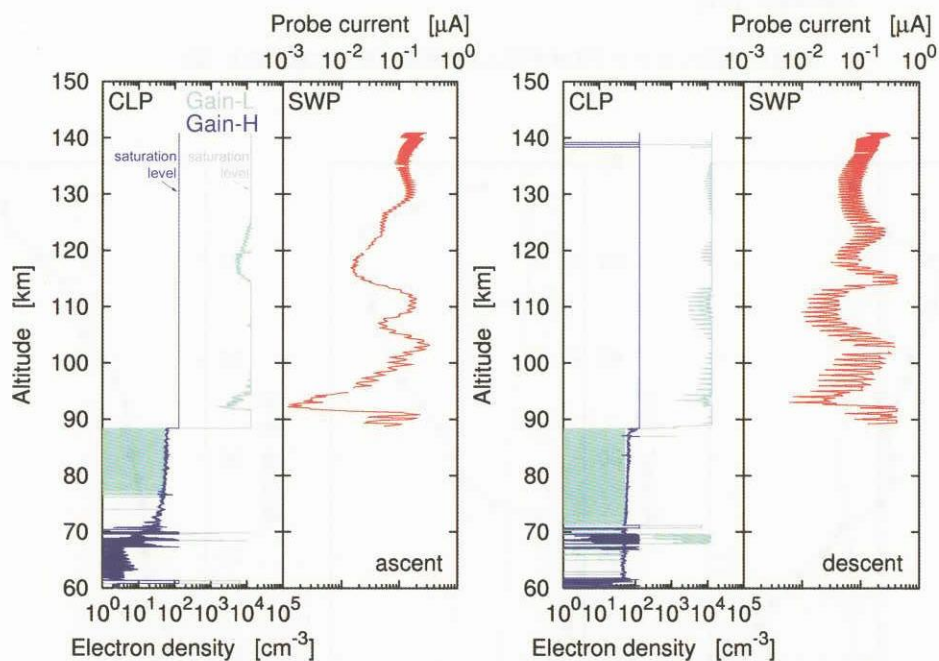 Probe current [μA]
10⁻³ 10⁻² 10⁻¹ 10⁰
Probe current [μA]
10⁻³ 10⁻² 10⁻¹ 10⁰
150
140
130
120
110
100
90
80
70
60
Altitude [km]
CLP
Gain-L
Gain-H
saturation level
saturation level
SWP
ascent
10⁰ 10¹ 10² 10³ 10⁴ 10⁵
Electron density [cm⁻³]
150
140
130
120
110
100
90
80
70
60
Altitude [km]
CLP
SWP
descent
10⁰ 10¹ 10² 10³ 10⁴ 10⁵
Electron density [cm⁻³]